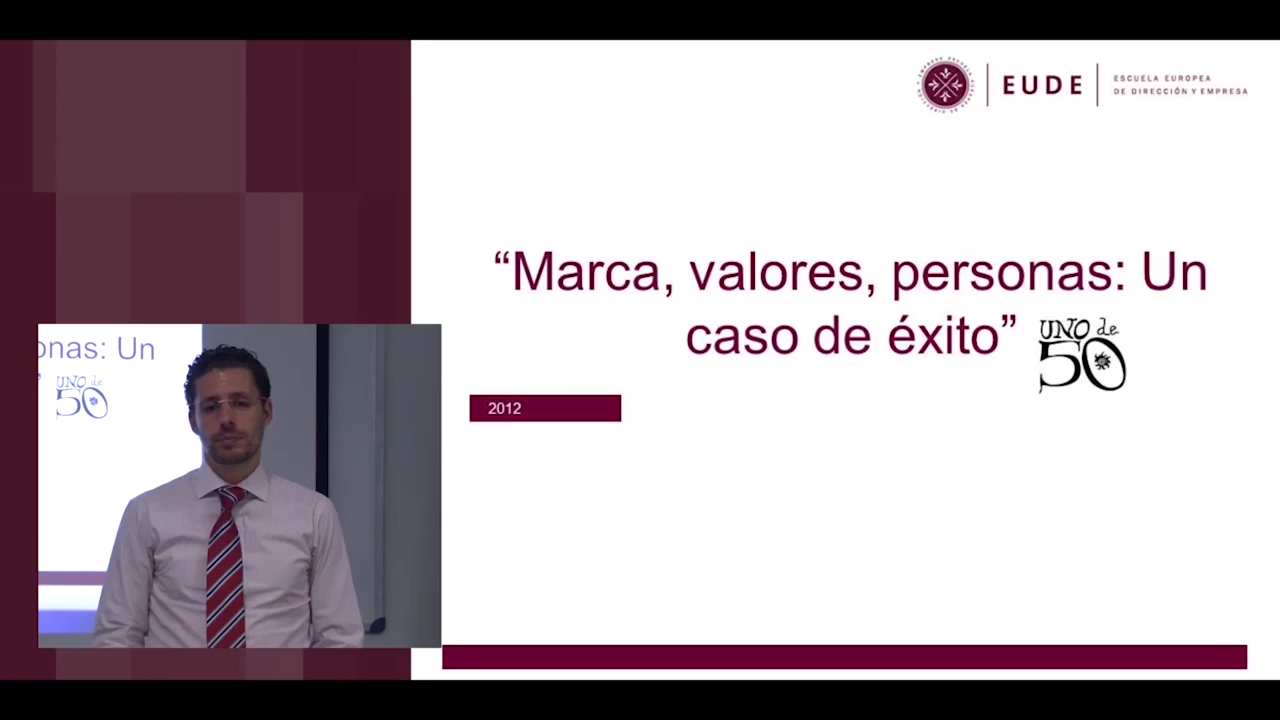 EUDE
ESCUELA EUROPEA
DE DIRECCIÓN Y EMPRESA
“Marca, valores, personas: Un
caso de éxito”
UNO de
50
2012
onas: Un
”
UNO de
50